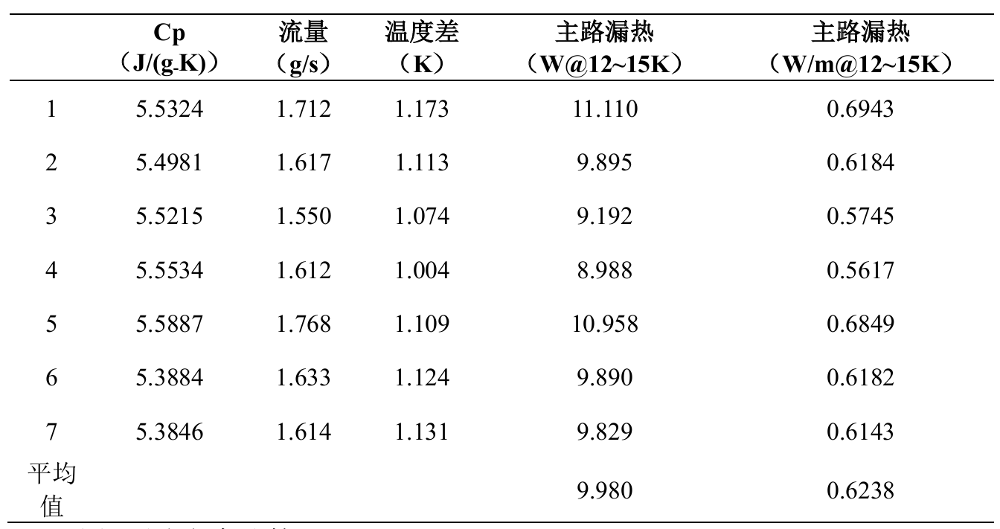 Cp 流量 温度差 主路漏热 主路漏热
（J/(g-K)） （g/s） （K） （W@12~15K） （W/m@12~15K）
1 5.5324 1.712 1.173 11.110 0.6943
2 5.4981 1.617 1.113 9.895 0.6184
3 5.5215 1.550 1.074 9.192 0.5745
4 5.5534 1.612 1.004 8.988 0.5617
5 5.5887 1.768 1.109 10.958 0.6849
6 5.3884 1.633 1.124 9.890 0.6182
7 5.3846 1.614 1.131 9.829 0.6143
平均值 9.980 0.6238